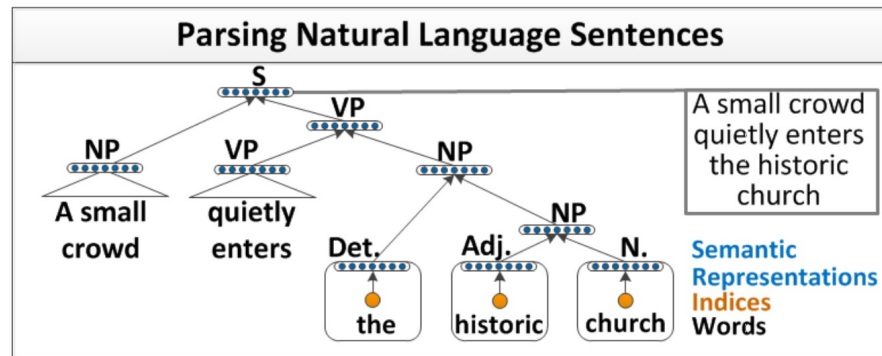 Parsing Natural Language Sentences
S
VP
NP
VP
NP
NP
A small
crowd
quietly
enters
Det.
Adj.
N.
the
historic
church
A small crowd
quietly enters
the historic
church
Semantic
Representations
Indices
Words